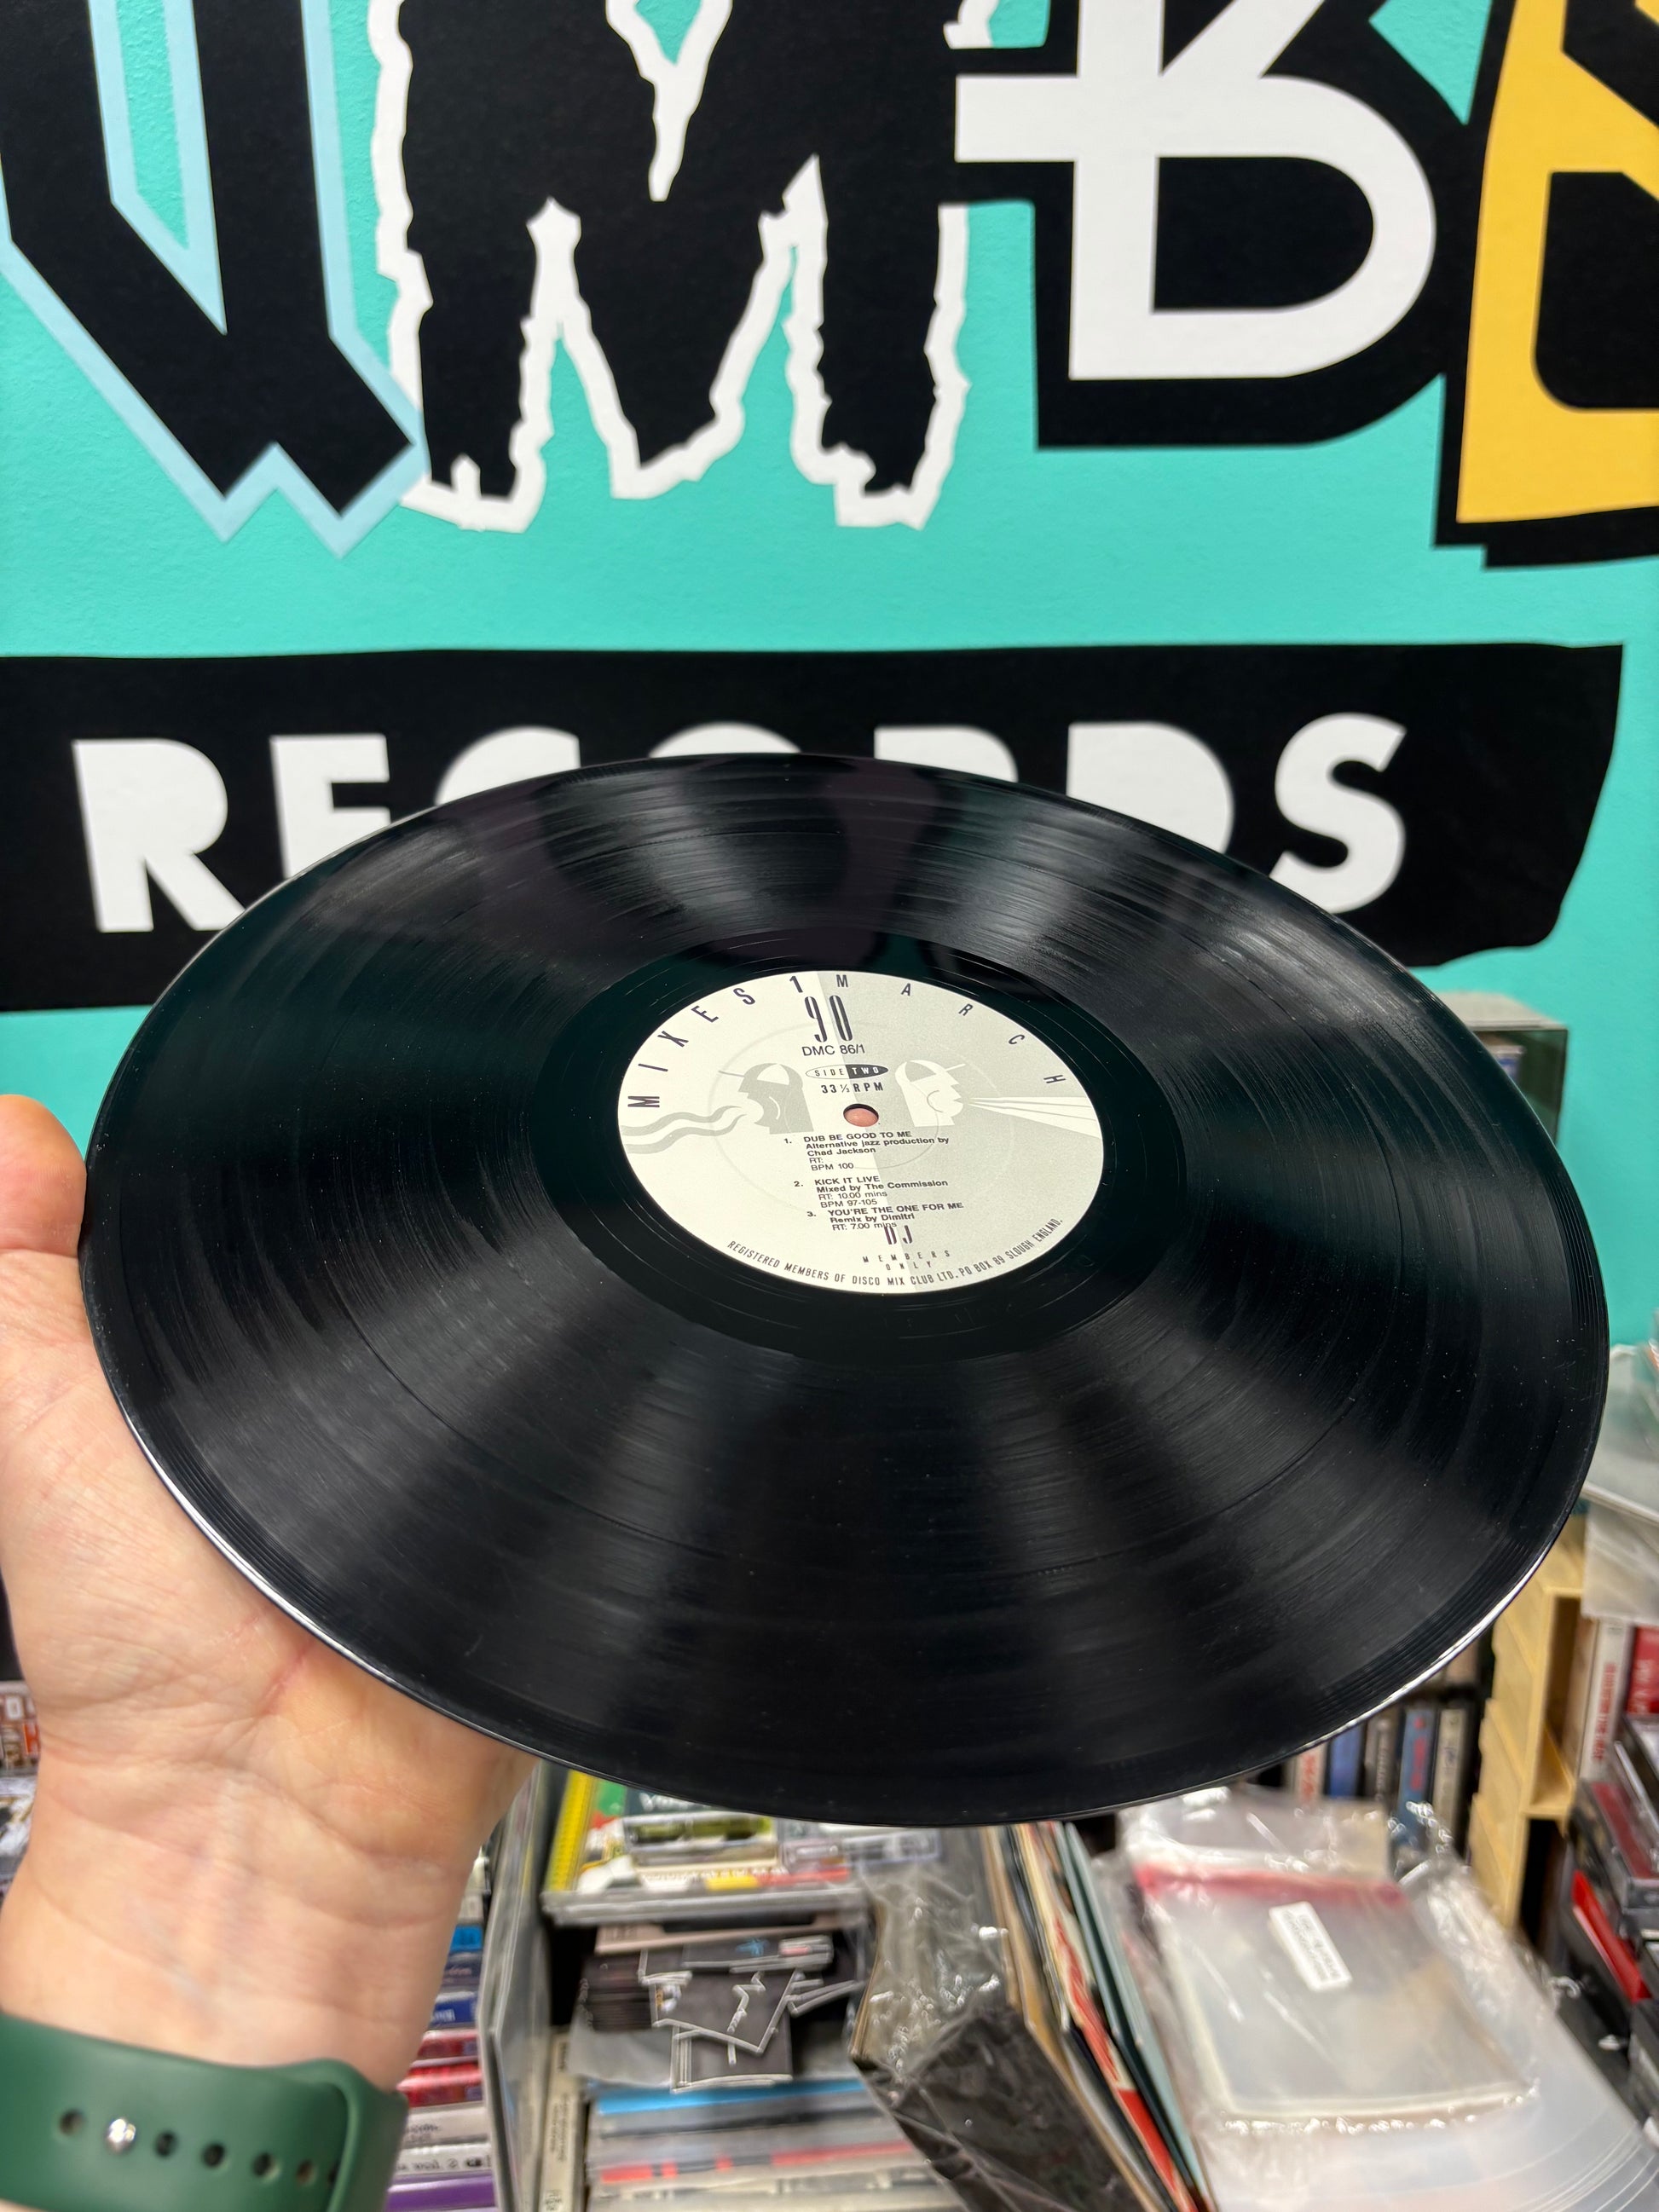 MB
RECORDS
MIXES 1 MARCH
90
DMC 86/1
SIDE TWO
33⅓ RPM
1. DUB BE GOOD TO ME
Alternative jazz production by
Chad Jackson
RT:
BPM 100
2. KICK IT LIVE
Mixed by The Commission
RT: 10.00 mins
BPM 97-105
3. YOU'RE THE ONE FOR ME
Remix by Dimitri
RT: 7.00 mins
DJ
MEMBERS
ONLY
REGISTERED MEMBERS OF DISCO MIX CLUB LTD. PO BOX 89 SLOUGH ENGLAND.
vol. 2